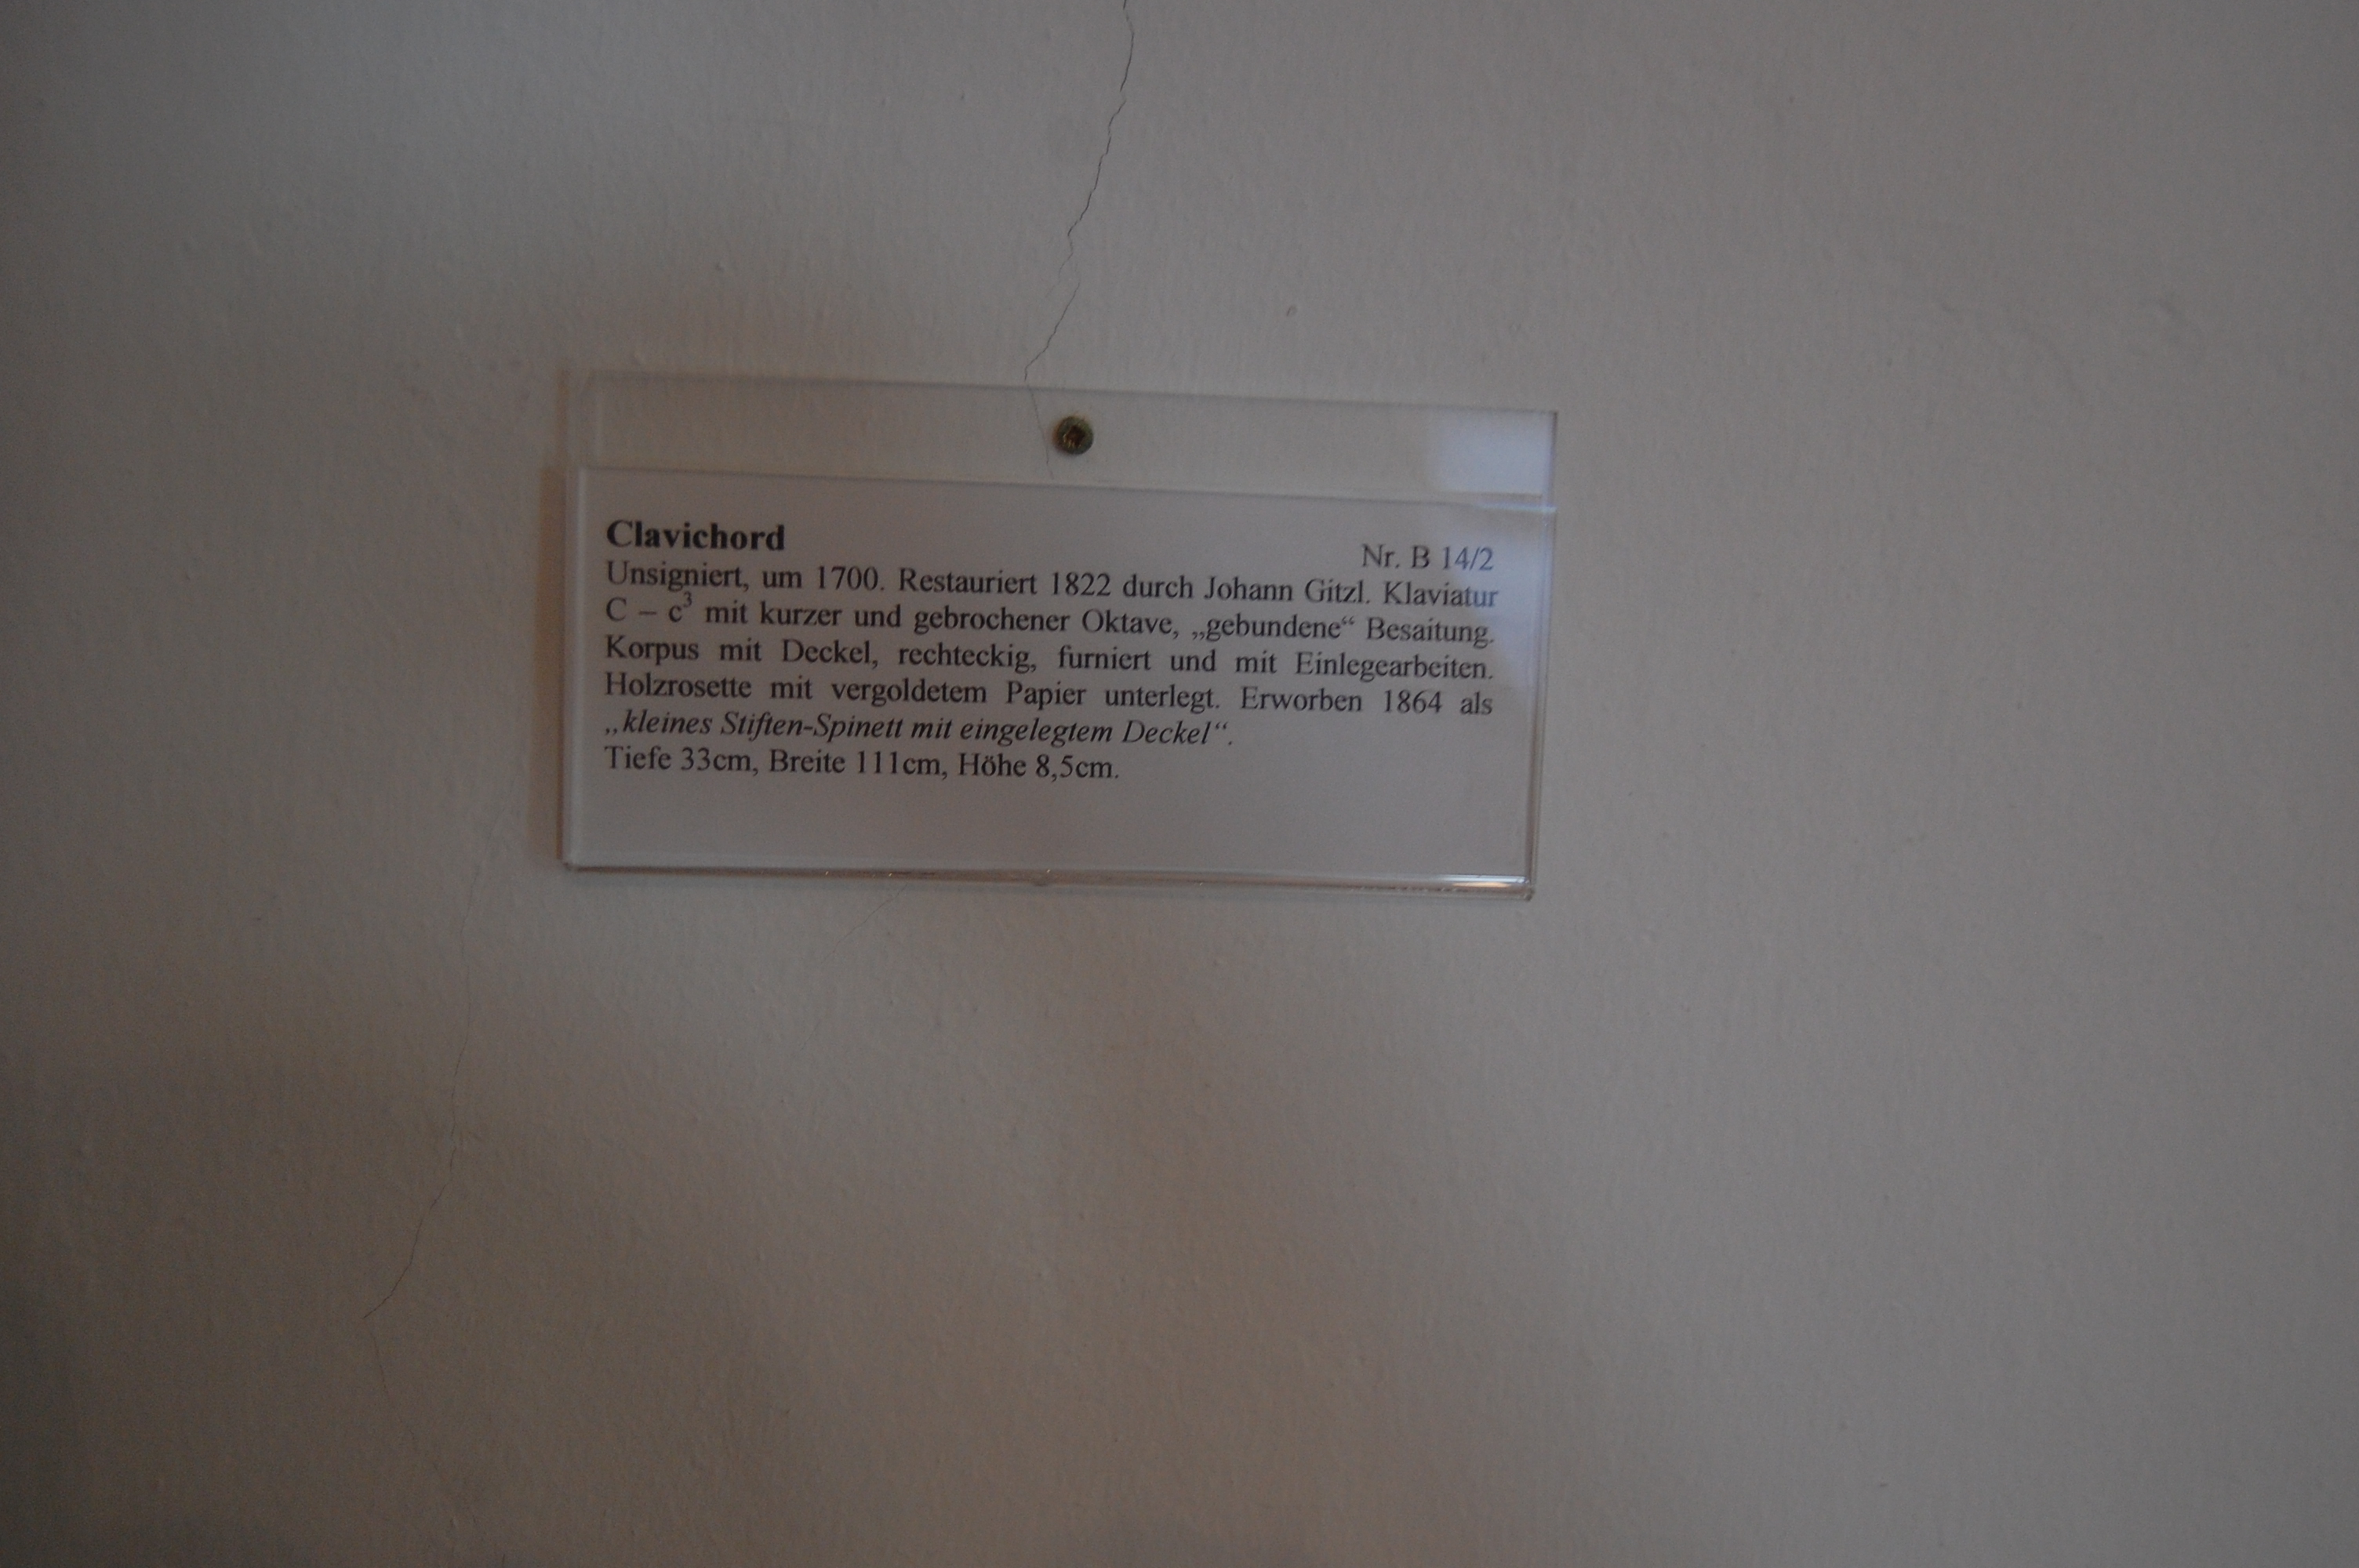 Clavichord
Nr. B 14/2
Unsigniert, um 1700. Restauriert 1822 durch Johann Gitzl. Klaviatur
C – c³ mit kurzer und gebrochener Oktave, „gebundene“ Besaitung.
Korpus mit Deckel, rechteckig, furniert und mit Einlegearbeiten.
Holzrosette mit vergoldetem Papier unterlegt. Erworben 1864 als
„kleines Stiften-Spinett mit eingelegtem Deckel“.
Tiefe 33cm, Breite 111cm, Höhe 8,5cm.